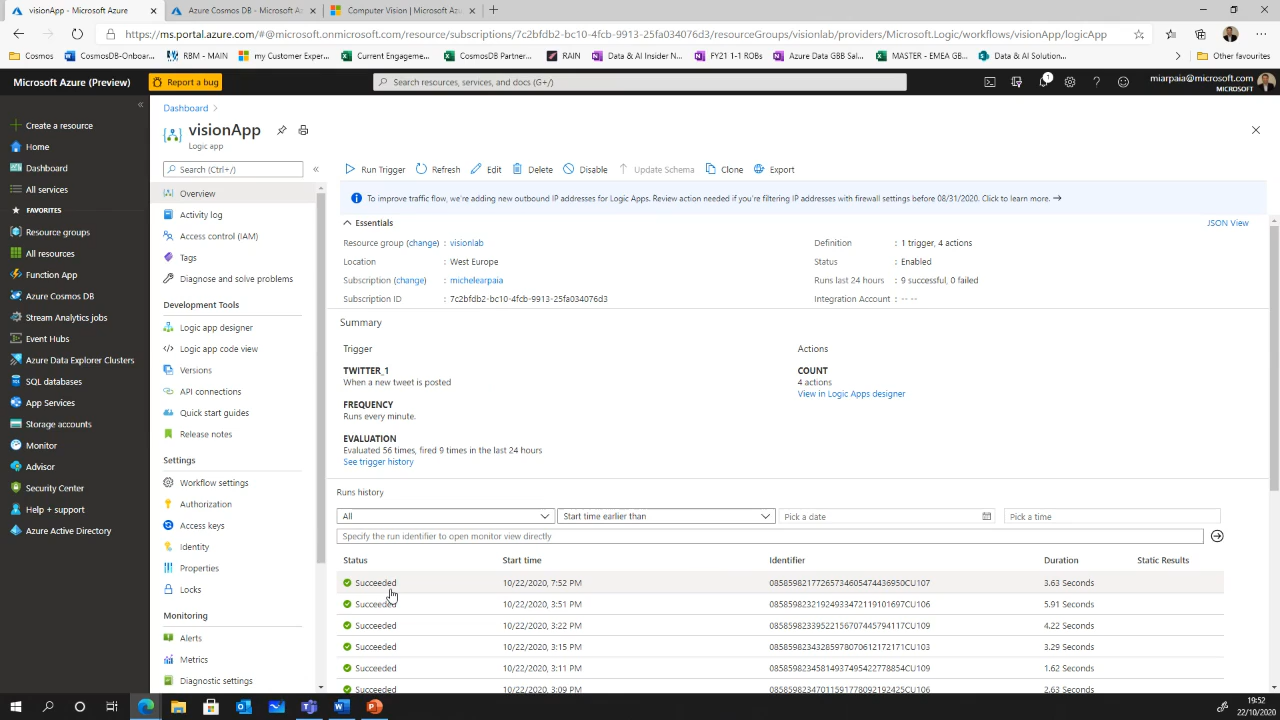 visionApp - Microsoft Azure
Azure Cosmos DB - Microsoft Az
Computer Vision | Microsoft Azu
https://ms.portal.azure.com/#@microsoft.onmicrosoft.com/resource/subscriptions/7c2bfdb2-bc10-4fcb-9913-25fa034076d3/resourceGroups/visionlab/providers/Microsoft.Logic/workflows/visionApp/logicApp
Cosmos
CosmosDB-Onboar...
RBM - MAIN
my Customer Exper...
Current Engageme...
CosmosDB Partner...
RAIN
Data & AI Insider N...
FY21 1-1 ROBs
Azure Data GBB Sal...
MASTER - EMEA GB...
Data & AI Solution...
Other favourites
Microsoft Azure (Preview)
Report a bug
Search resources, services, and docs (G+/)
1
miarpaia@microsoft.com
MICROSOFT
Create a resource
Home
Dashboard
All services
FAVORITES
Resource groups
All resources
Function App
Azure Cosmos DB
Stream Analytics jobs
Event Hubs
Azure Data Explorer Clusters
SQL databases
App Services
Storage accounts
Monitor
Advisor
Security Center
Help + support
Azure Active Directory
Dashboard >
visionApp
Logic app
Search (Ctrl+/)
Overview
Activity log
Access control (IAM)
Tags
Diagnose and solve problems
Development Tools
Logic app designer
Logic app code view
Versions
API connections
Quick start guides
Release notes
Settings
Workflow settings
Authorization
Access keys
Identity
Properties
Locks
Monitoring
Alerts
Metrics
Diagnostic settings
Run Trigger
Refresh
Edit
Delete
Disable
Update Schema
Clone
Export
To improve traffic flow, we're adding new outbound IP addresses for Logic Apps. Review action needed if you're filtering IP addresses with firewall settings before 08/31/2020. Click to learn more. →
Essentials
JSON View
Resource group (change) : visionlab
Definition : 1 trigger, 4 actions
Location : West Europe
Status : Enabled
Subscription (change) : michelearpaia
Runs last 24 hours : 9 successful, 0 failed
Subscription ID : 7c2bfdb2-bc10-4fcb-9913-25fa034076d3
Integration Account : -- --
Summary
Trigger
Actions
TWITTER_1
When a new tweet is posted
COUNT
4 actions
View in Logic Apps designer
FREQUENCY
Runs every minute.
EVALUATION
Evaluated 56 times, fired 9 times in the last 24 hours
See trigger history
Runs history
All
Start time earlier than
Pick a date
Pick a time
Specify the run identifier to open monitor view directly
Status Start time Identifier Duration Static Results
Succeeded 10/22/2020, 7:52 PM 08585982177265734605474436950CU107 3.63 Seconds
Succeeded 10/22/2020, 3:51 PM 08585982321924933472119101697CU106 5.91 Seconds
Succeeded 10/22/2020, 3:22 PM 08585982339522156707445794117CU109 4.22 Seconds
Succeeded 10/22/2020, 3:15 PM 08585982343285978070612172171CU103 3.29 Seconds
Succeeded 10/22/2020, 3:11 PM 08585982345814937495422778854CU109 1.62 Seconds
Succeeded 10/22/2020, 3:09 PM 08585982347011591778092192425CU106 2.63 Seconds
19:52
22/10/2020